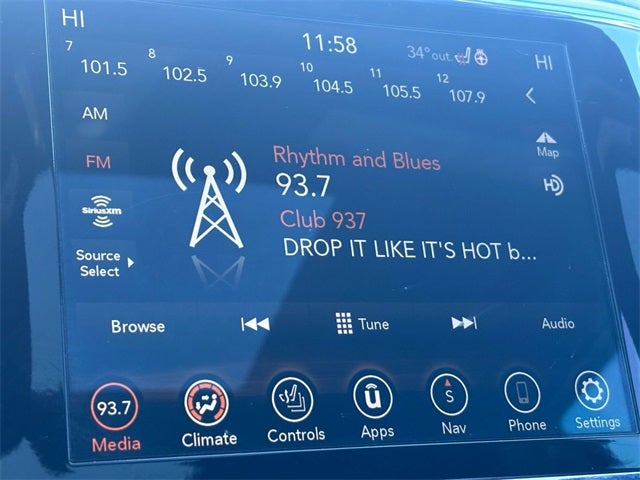 HI 11:58 34° out. HI
7 101.5 8 102.5 9 103.9 10 104.5 11 105.5 12 107.9
AM
FM
SiriusXM
Source
Select
Rhythm and Blues
93.7
Club 937
DROP IT LIKE IT'S HOT b...
Map
HD
Browse Tune Audio
93.7 S
Media Climate Controls Apps Nav Phone Settings